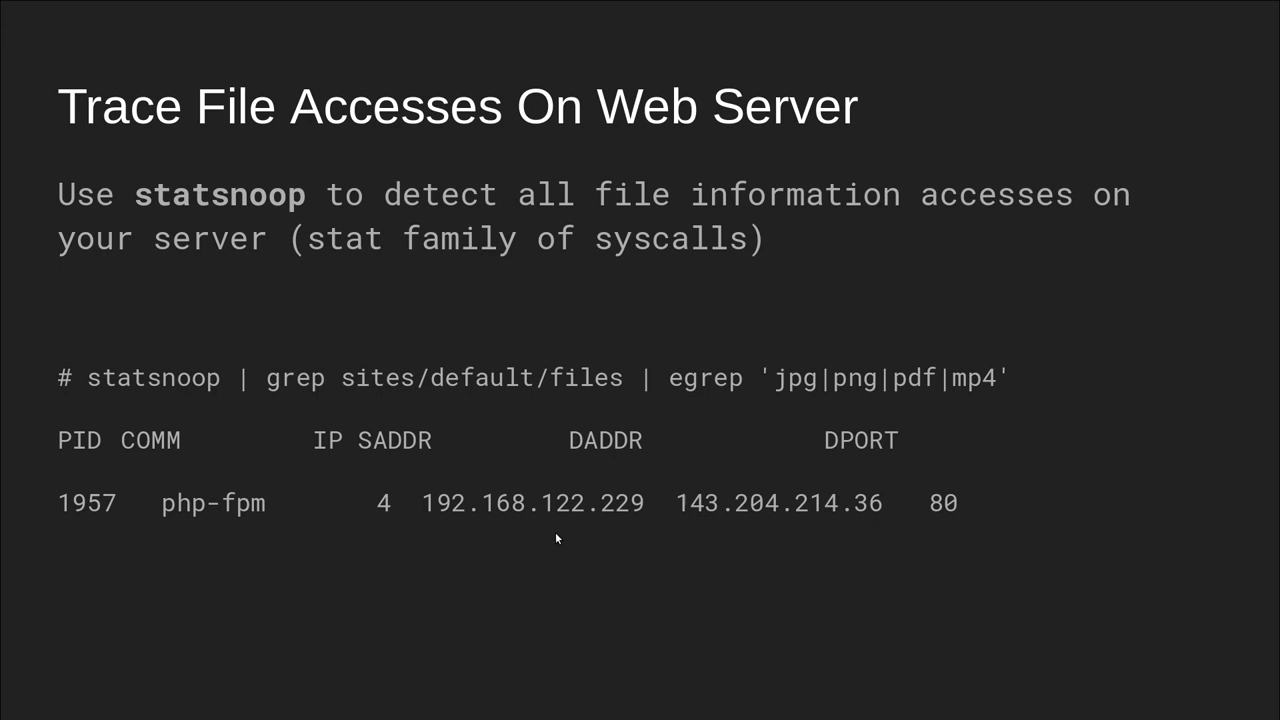 Trace File Accesses On Web Server
Use statsnoop to detect all file information accesses on
your server (stat family of syscalls)
# statsnoop | grep sites/default/files | egrep 'jpg|png|pdf|mp4'
PID COMM IP SADDR DADDR DPORT
1957 php-fpm 4 192.168.122.229 143.204.214.36 80